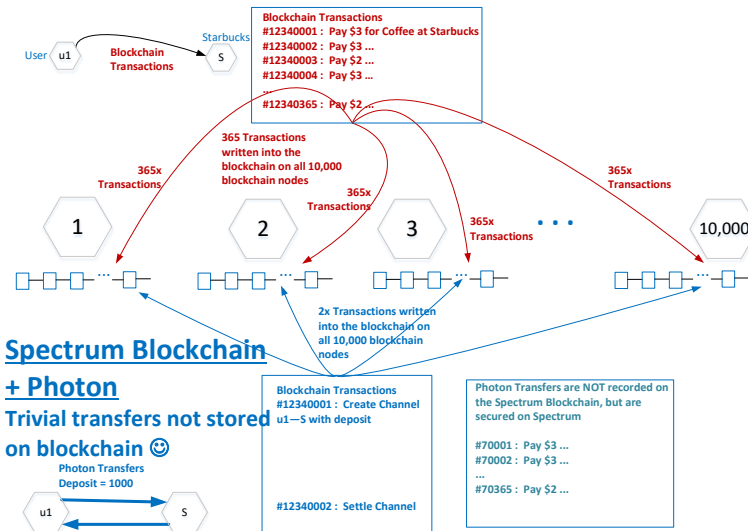 User
u1
Blockchain
Transactions
Starbucks
S
Blockchain Transactions
#12340001 : Pay $3 for Coffee at Starbucks
#12340002 : Pay $3 ...
#12340003 : Pay $2 ...
#12340004 : Pay $3 ...
...
#12340365 : Pay $2 ...
365 Transactions
written into the
blockchain on all 10,000
blockchain nodes
365x
Transactions
365x
Transactions
365x
Transactions
365x
Transactions
1
2
3
. . .
10,000
...
...
...
...
2x Transactions written
into the blockchain on
all 10,000 blockchain
nodes
Spectrum Blockchain
+ Photon
Trivial transfers not stored
on blockchain ☺
Photon Transfers
Deposit = 1000
u1
S
Blockchain Transactions
#12340001 : Create Channel
u1—S with deposit
#12340002 : Settle Channel
Photon Transfers are NOT recorded on
the Spectrum Blockchain, but are
secured on Spectrum
#70001 : Pay $3 ...
#70002 : Pay $3 ...
...
#70365 : Pay $2 ...